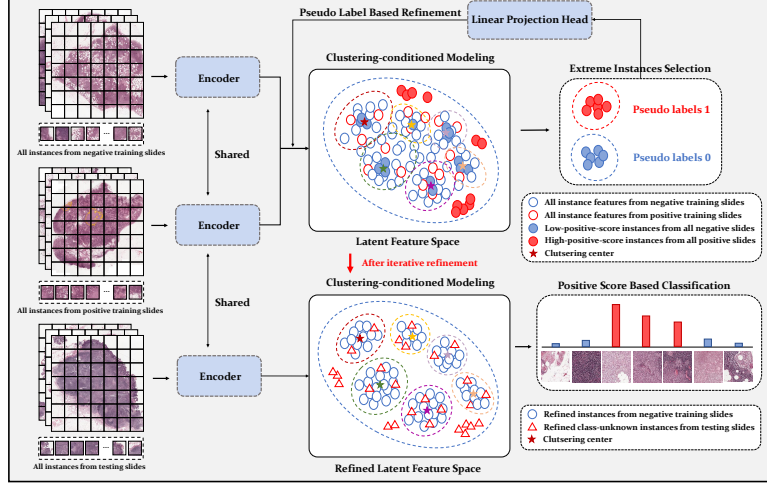 Pseudo Label Based Refinement
Linear Projection Head
Clustering-conditioned Modeling
Extreme Instances Selection
Encoder
Pseudo labels 1
Pseudo labels 0
All instances from negative training slides
Shared
Encoder
All instance features from negative training slides
All instance features from positive training slides
Low-positive-score instances from all negative slides
High-positive-score instances from all positive slides
Clutsering center
Latent Feature Space
After iterative refinement
All instances from positive training slides
Shared
Clustering-conditioned Modeling
Positive Score Based Classification
Encoder
Refined instances from negative training slides
Refined class-unknown instances from testing slides
Clutsering center
All instances from testing slides
Refined Latent Feature Space